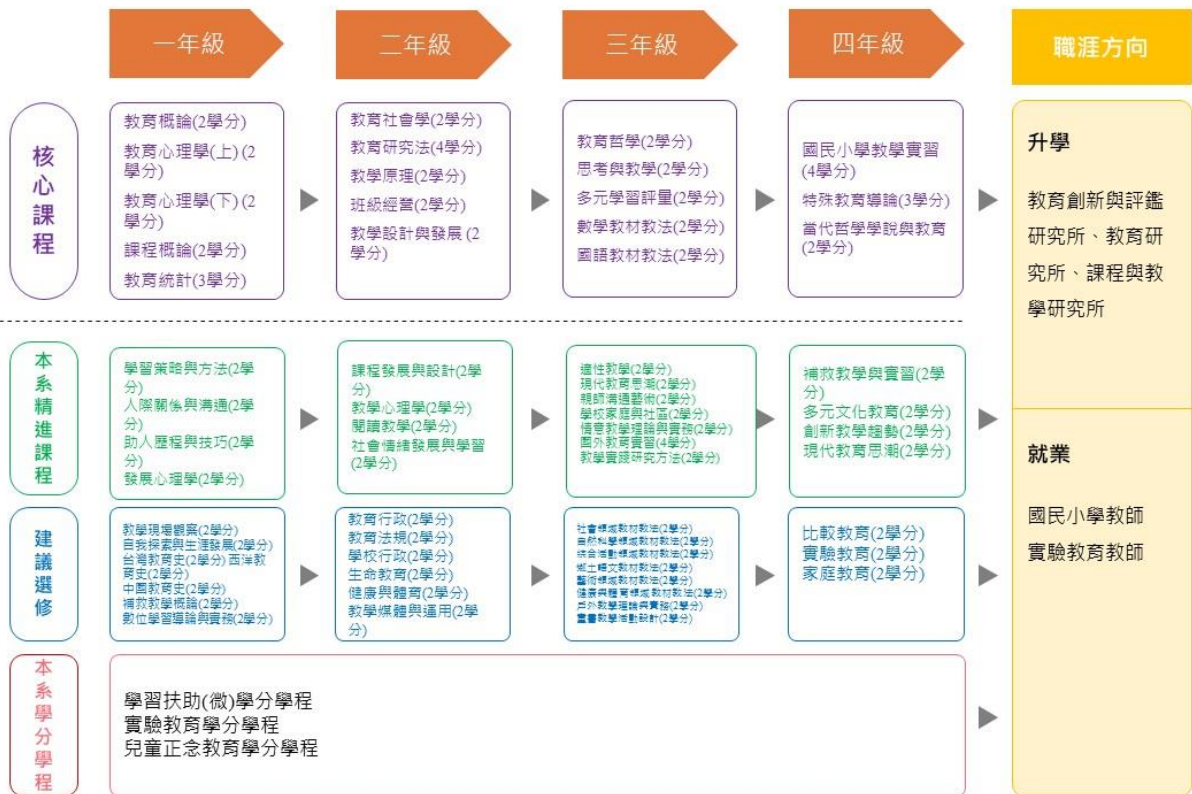 一年級
二年級
三年級
四年級
職涯方向
核心課程
教育概論(2學分)
教育心理學(上)(2
學分)
教育心理學(下)(2
學分)
課程概論(2學分)
教育統計(3學分)
教育社會學(2學分)
教育研究法(4學分)
教學原理(2學分)
班級經營(2學分)
教學設計與發展(2
學分)
教育哲學(2學分)
思考與教學(2學分)
多元學習評量(2學分)
數學教材教法(2學分)
國語教材教法(2學分)
國民小學教學實習
(4學分)
特殊教育導論(3學分)
當代哲學學說與教育
(2學分)
升學
教育創新與評鑑
研究所、教育研
究所、課程與教
學研究所
本系精進課程
學習策略與方法(2學
分)
人際關係與溝通(2學
分)
助人歷程與技巧(2學
分)
發展心理學(2學分)
課程發展與設計(2學
分)
教學心理學(2學分)
閱讀教學(2學分)
社會情緒發展與學習
(2學分)
適性教學(2學分)
現代教育思潮(2學分)
親師溝通藝術(2學分)
學校家庭與社區(2學分)
情意教學理論與實務(2學分)
國外教育實習(4學分)
教學實踐研究方法(2學分)
補救教學與實習(2學
分)
多元文化教育(2學分)
創新教學趨勢(2學分)
現代教育思潮(2學分)
就業
國民小學教師
實驗教育教師
建議選修
教學現場觀察(2學分)
自我探索與生涯發展(2學分)
台灣教育史(2學分) 西洋教
育史(2學分)
中國教育史(2學分)
補救教學概論(2學分)
數位學習導論與實務(2學分)
教育行政(2學分)
教育法規(2學分)
學校行政(2學分)
生命教育(2學分)
健康與體育(2學分)
教學媒體與運用(2學
分)
社會領域教材教法(2學分)
自然科學領域教材教法(2學分)
綜合活動領域教材教法(2學分)
鄉土語文教材教法(2學分)
藝術領域教材教法(2學分)
健康與體育領域教材教法(2學分)
戶外教學理論與實務(2學分)
童書教學活動設計(2學分)
比較教育(2學分)
實驗教育(2學分)
家庭教育(2學分)
本系學分學程
學習扶助(微)學分學程
實驗教育學分學程
兒童正念教育學分學程